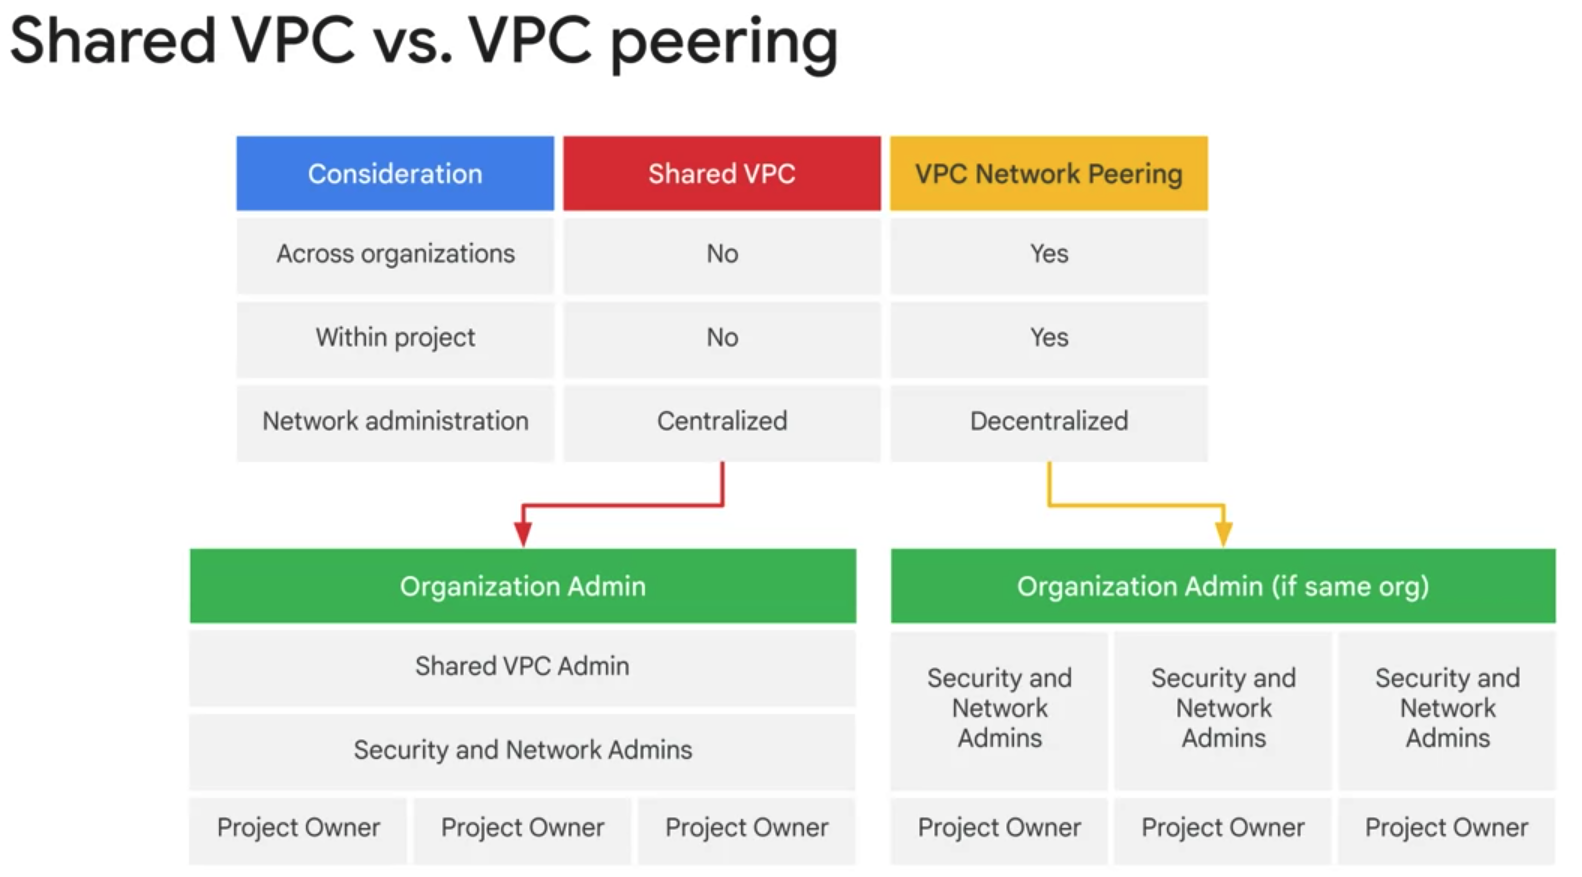 Shared VPC vs. VPC peering
Consideration
Shared VPC
VPC Network Peering
Across organizations
No
Yes
Within project
No
Yes
Network administration
Centralized
Decentralized
Organization Admin
Shared VPC Admin
Security and Network Admins
Project Owner
Project Owner
Project Owner
Organization Admin (if same org)
Security and
Network
Admins
Security and
Network
Admins
Security and
Network
Admins
Project Owner
Project Owner
Project Owner